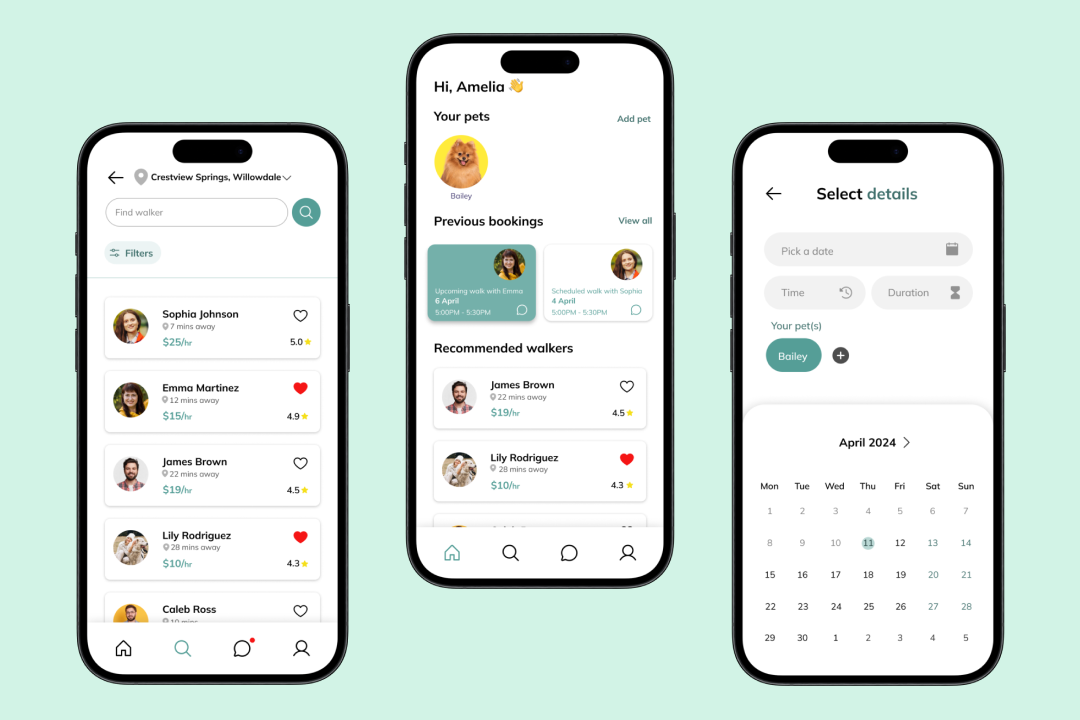 Crestview Springs, Willowdale
Find walker
Filters
Sophia Johnson
7 mins away
$25/hr
5.0
Emma Martinez
12 mins away
$15/hr
4.9
James Brown
22 mins away
$19/hr
4.5
Lily Rodriguez
28 mins away
$10/hr
4.3
Caleb Ross
Hi, Amelia 👋
Your pets
Add pet
Bailey
Previous bookings
View all
Upcoming walk with Emma
6 April
5:00PM - 5:30PM
Scheduled walk with Sophia
4 April
5:00PM - 5:30PM
Recommended walkers
James Brown
22 mins away
$19/hr
4.5
Lily Rodriguez
28 mins away
$10/hr
4.3
Select details
Pick a date
Time
Duration
Your pet(s)
Bailey
April 2024
Mon Tue Wed Thu Fri Sat Sun
1 2 3 4 5 6 7
8 9 10 11 12 13 14
15 16 17 18 19 20 21
22 23 24 25 26 27 28
29 30 1 2 3 4 5